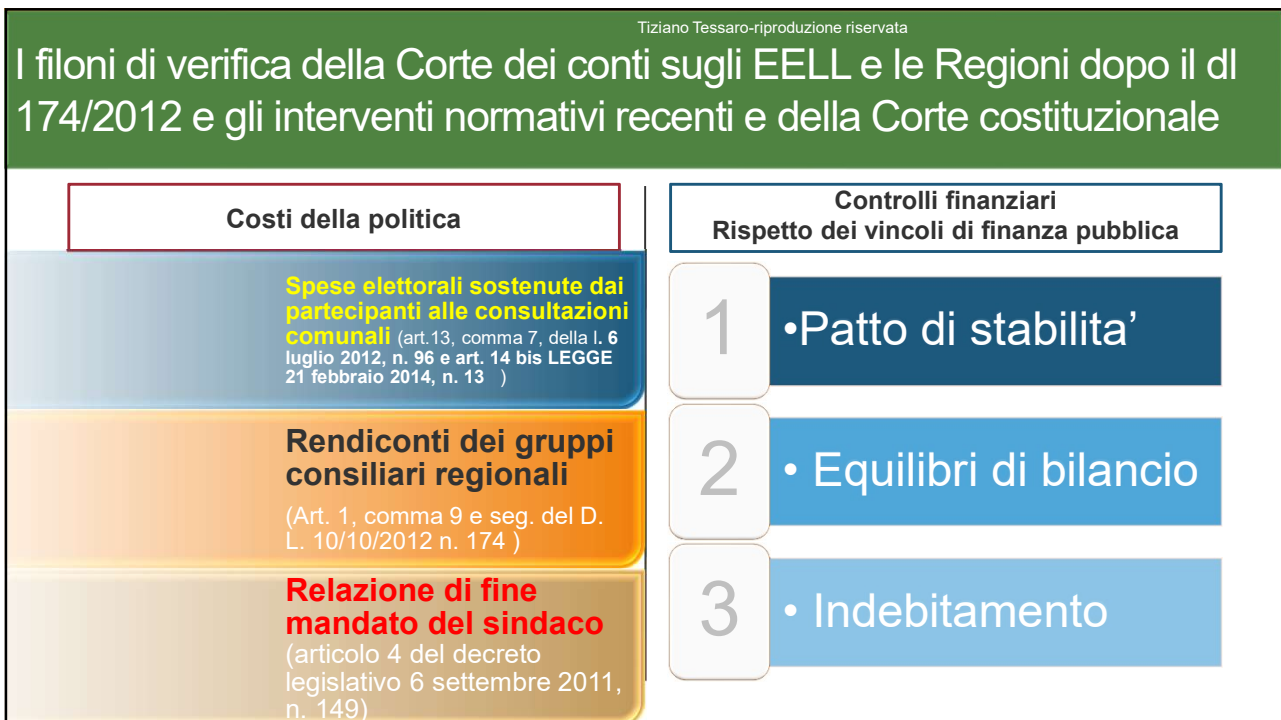 Tiziano Tessaro-riproduzione riservata
I filoni di verifica della Corte dei conti sugli EELL e le Regioni dopo il dl
174/2012 e gli interventi normativi recenti e della Corte costituzionale
Costi della politica
Spese elettorali sostenute dai
partecipanti alle consultazioni
comunali (art.13, comma 7, della l. 6
luglio 2012, n. 96 e art. 14 bis LEGGE
21 febbraio 2014, n. 13 )
Rendiconti dei gruppi
consiliari regionali
(Art. 1, comma 9 e seg. del D.
L. 10/10/2012 n. 174 )
Relazione di fine
mandato del sindaco
(articolo 4 del decreto
legislativo 6 settembre 2011,
n. 149)
Controlli finanziari
Rispetto dei vincoli di finanza pubblica
1 •Patto di stabilita’
2 • Equilibri di bilancio
3 • Indebitamento